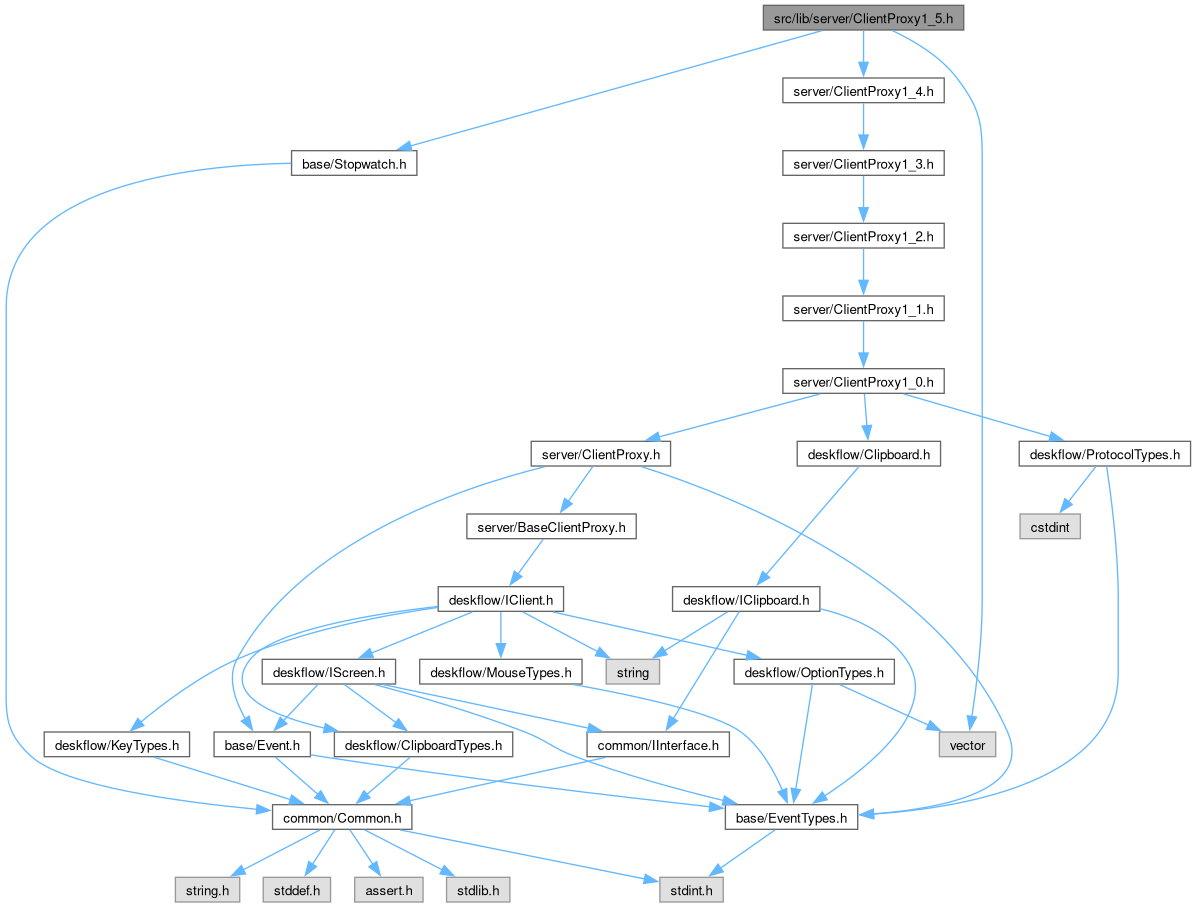 src/lib/server/ClientProxy1_5.h
server/ClientProxy1_4.h
base/Stopwatch.h
server/ClientProxy1_3.h
server/ClientProxy1_2.h
server/ClientProxy1_1.h
server/ClientProxy1_0.h
server/ClientProxy.h
deskflow/Clipboard.h
deskflow/ProtocolTypes.h
server/BaseClientProxy.h
cstdint
deskflow/IClient.h
deskflow/IClipboard.h
deskflow/IScreen.h
deskflow/MouseTypes.h
string
deskflow/OptionTypes.h
deskflow/KeyTypes.h
base/Event.h
deskflow/ClipboardTypes.h
common/IInterface.h
vector
common/Common.h
base/EventTypes.h
string.h
stddef.h
assert.h
stdlib.h
stdint.h